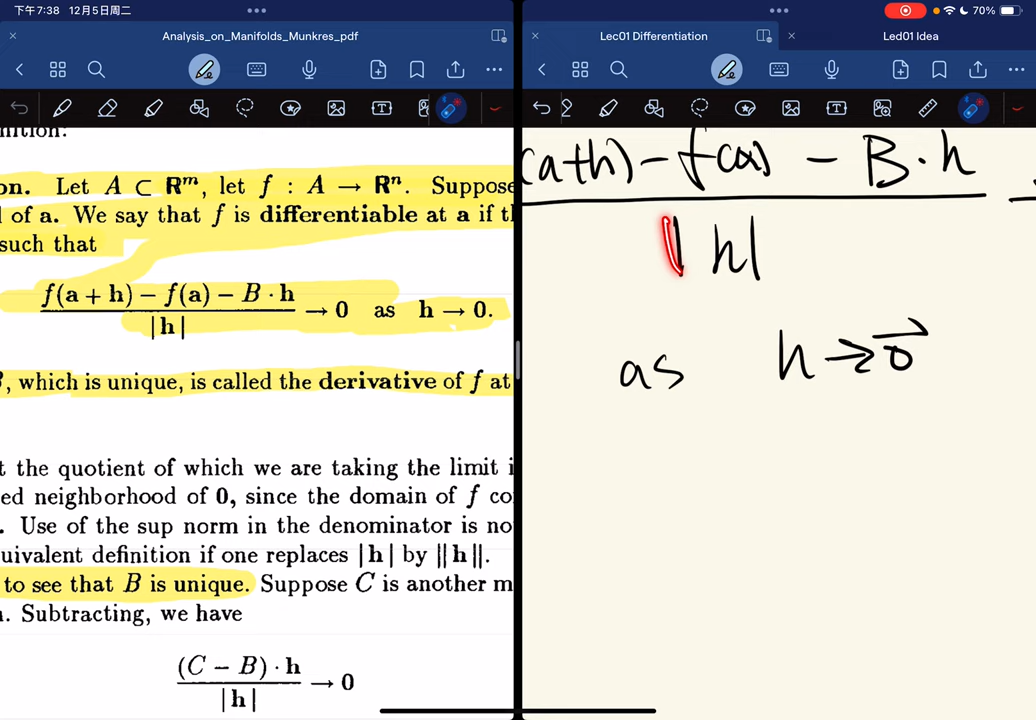 下午7:38 12月5日周二
70%
Analysis_on_Manifolds_Munkres_pdf
nition:
on. Let A ⊂ R^m, let f : A → R^n. Suppose
l of a. We say that f is differentiable at a if th
such that
f(a + h) − f(a) − B · h
|h|
→ 0 as h → 0.
, which is unique, is called the derivative of f at
t the quotient of which we are taking the limit i
ed neighborhood of 0, since the domain of f co
. Use of the sup norm in the denominator is no
uivalent definition if one replaces |h| by ||h||.
to see that B is unique. Suppose C is another m
. Subtracting, we have
(C − B) · h
|h|
→ 0
Lec01 Differentiation
Led01 Idea
(a+h) − f(a) − B·h
|h|
as h → 0⃗